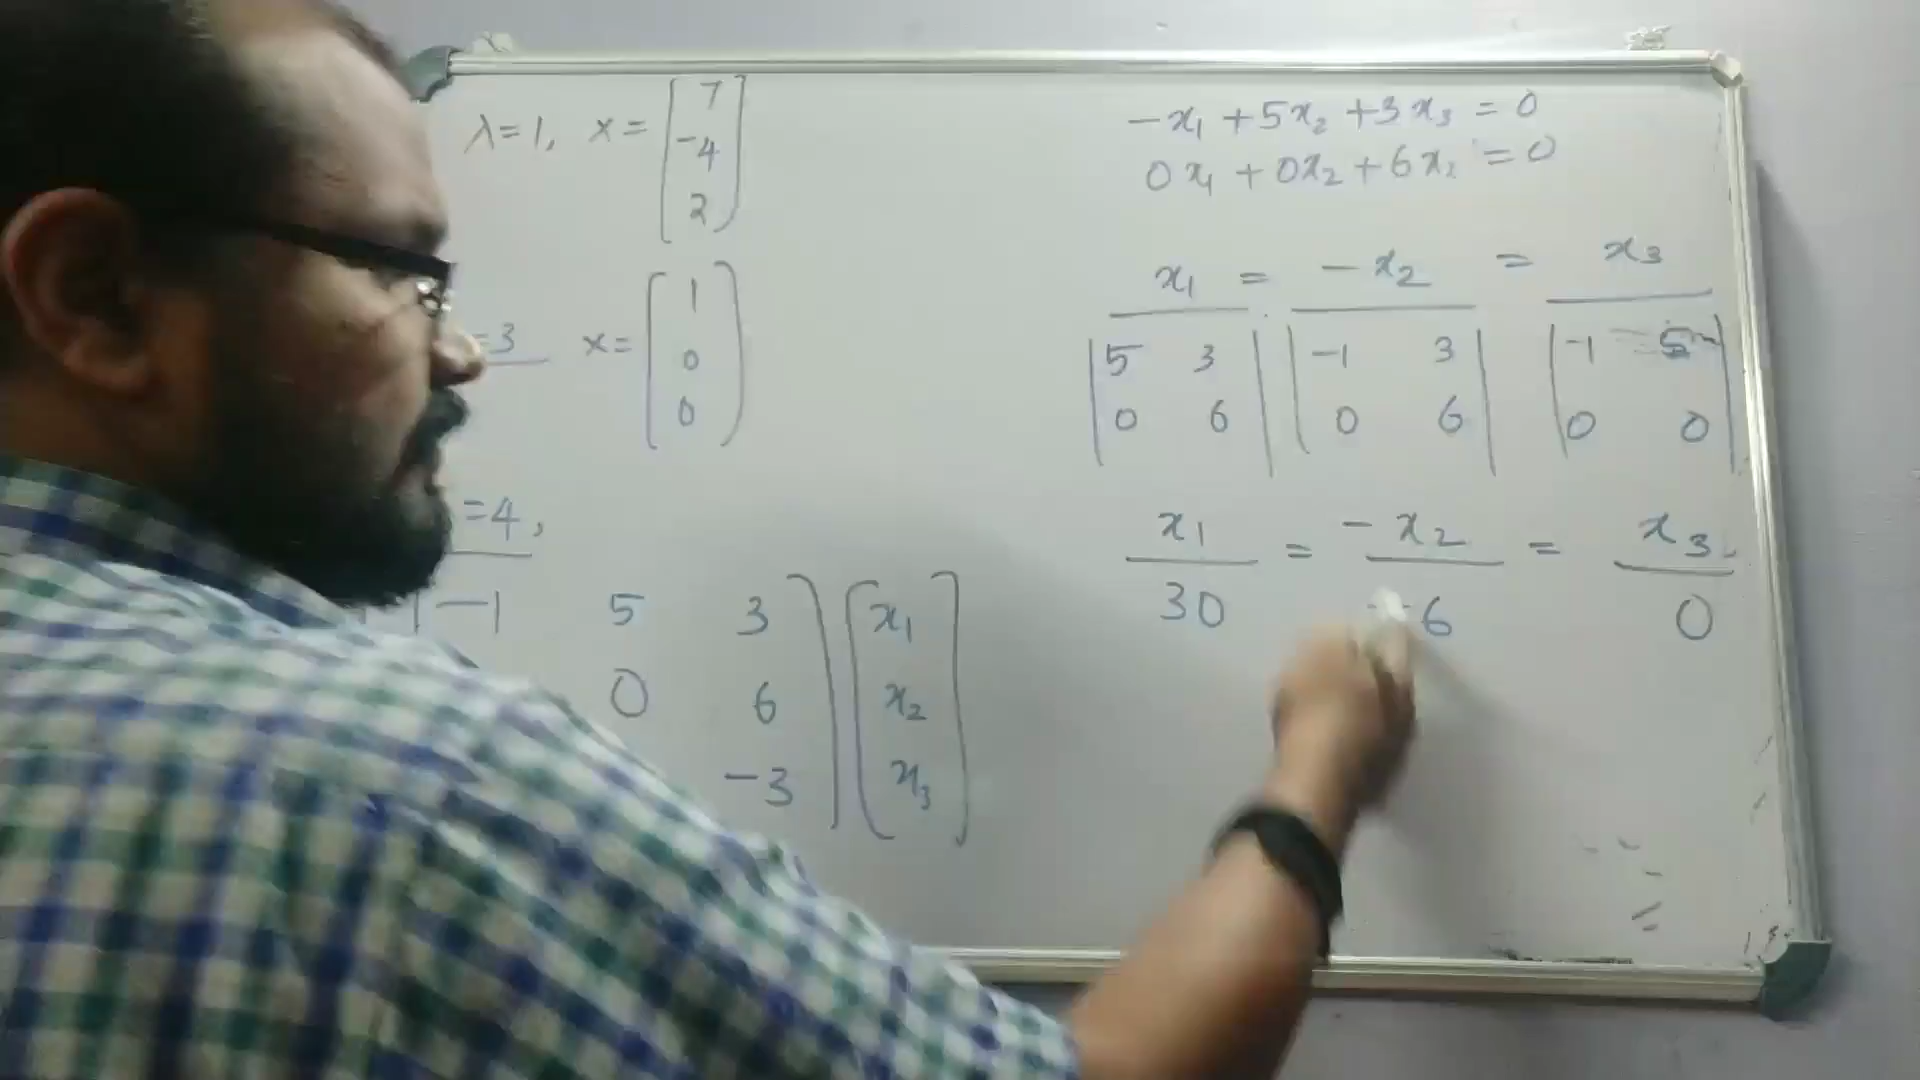 λ=1, x= [7
-4
2]
=3 x= [1
0
0]
=4,
-1 5 3 x₁
0 6 x₂
-3 x₃
-x₁ +5x₂ +3x₃ = 0
0x₁ + 0x₂ + 6x = 0
x₁ = -x₂ = x₃
|5 3| |-1 3| |-1 5|
|0 6| |0 6| |0 0|
x₁ = -x₂ = x₃
30 -6 0